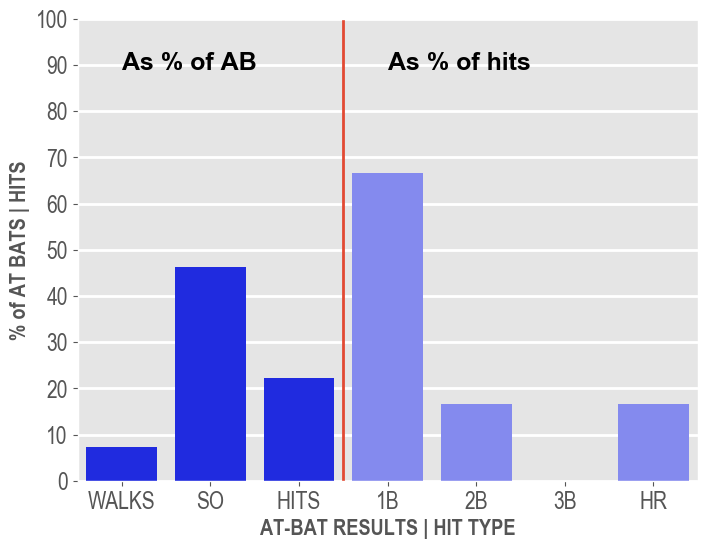 100
90
80
70
60
50
40
30
20
10
0
% of AT BATS | HITS
As % of AB
As % of hits
WALKS SO HITS 1B 2B 3B HR
AT-BAT RESULTS | HIT TYPE